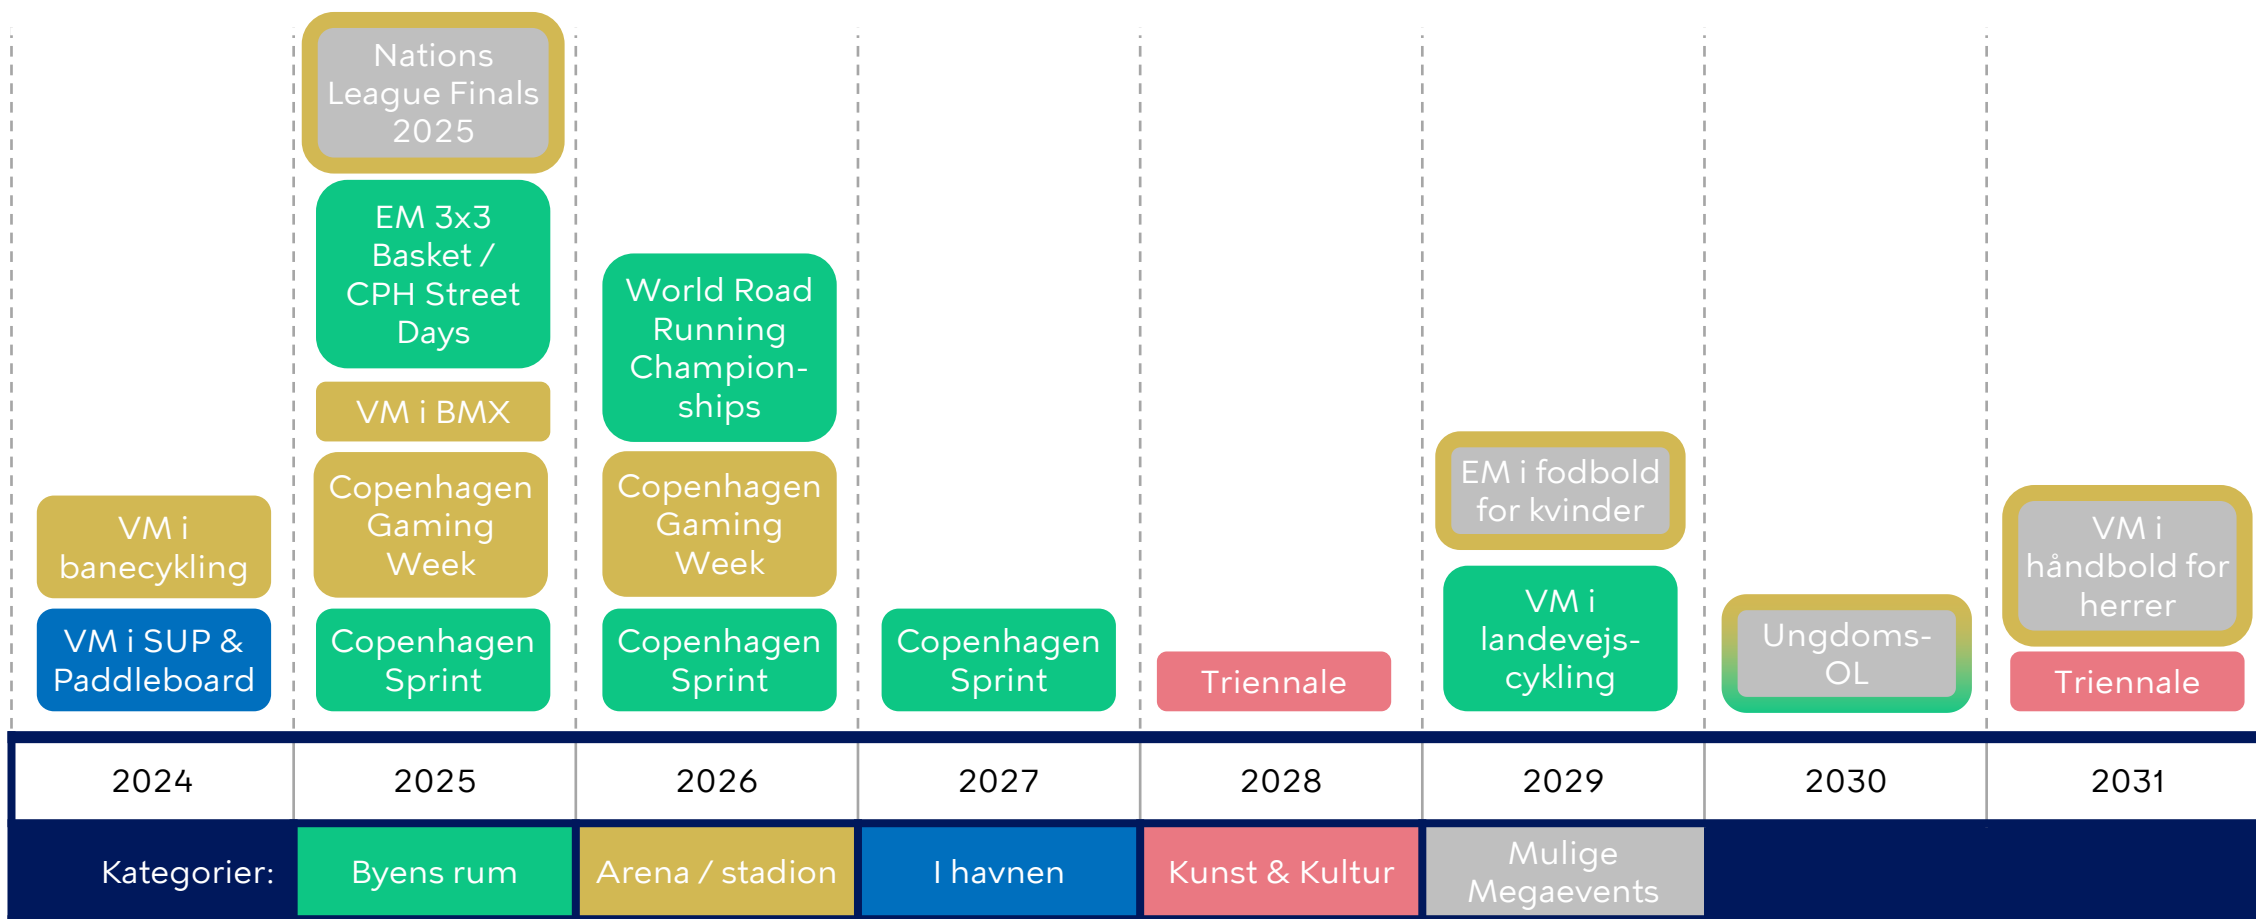 Nations
League Finals
2025
EM 3x3
Basket /
CPH Street
Days
VM i BMX
Copenhagen
Gaming
Week
Copenhagen
Sprint
VM i
banecykling
VM i SUP &
Paddleboard
World Road
Running
Champion-
ships
Copenhagen
Gaming
Week
Copenhagen
Sprint
Copenhagen
Sprint
Triennale
EM i fodbold
for kvinder
VM i
landevejs-
cykling
Ungdoms-
OL
VM i
håndbold for
herrer
Triennale
2024
2025
2026
2027
2028
2029
2030
2031
Kategorier:
Byens rum
Arena / stadion
I havnen
Kunst & Kultur
Mulige
Megaevents